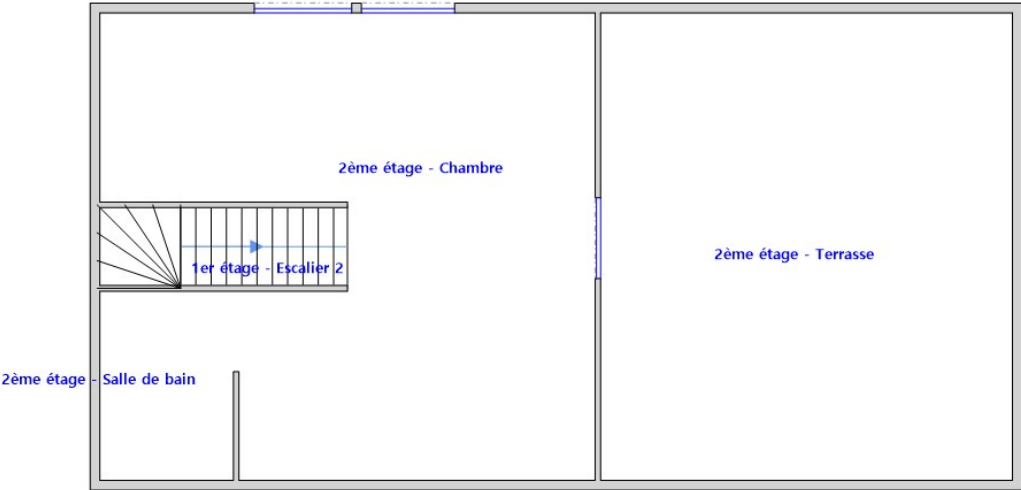 2ème étage - Chambre
2ème étage - Terrasse
1er étage - Escalier 2
2ème étage - Salle de bain